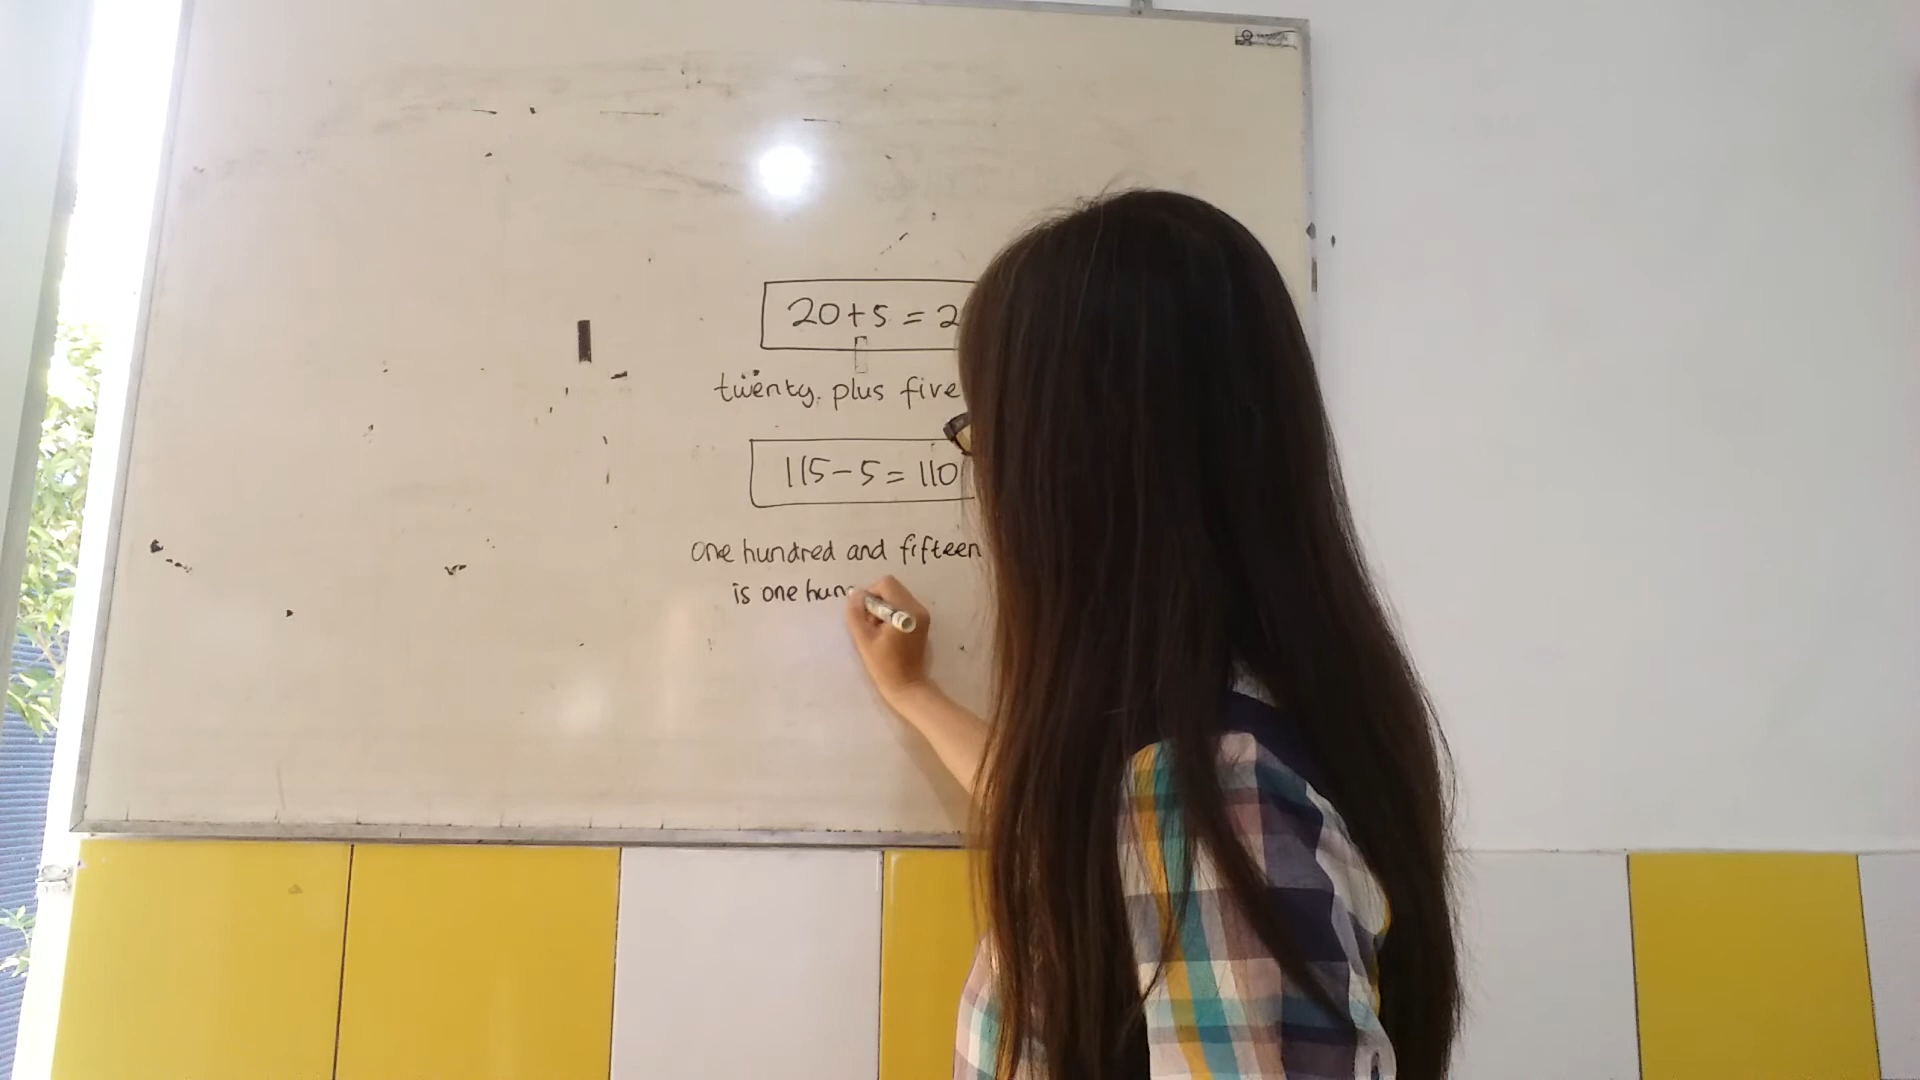 20+5=2
twenty. plus five
115-5=110
one hundred and fifteen
is one hun